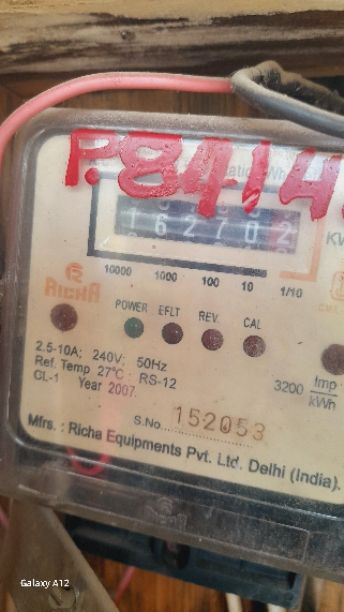 P.8414
162702
KW
10000 1000 100 10 1/10
RICHA
POWER EFLT REV. CAL
2.5-10A; 240V; 50Hz
Ref. Temp 27°C : RS-12
CL-1 Year 2007.
3200 Imp/kWh
S.No. 152053
Mfrs. : Richa Equipments Pvt. Ltd. Delhi (India).
Galaxy A12